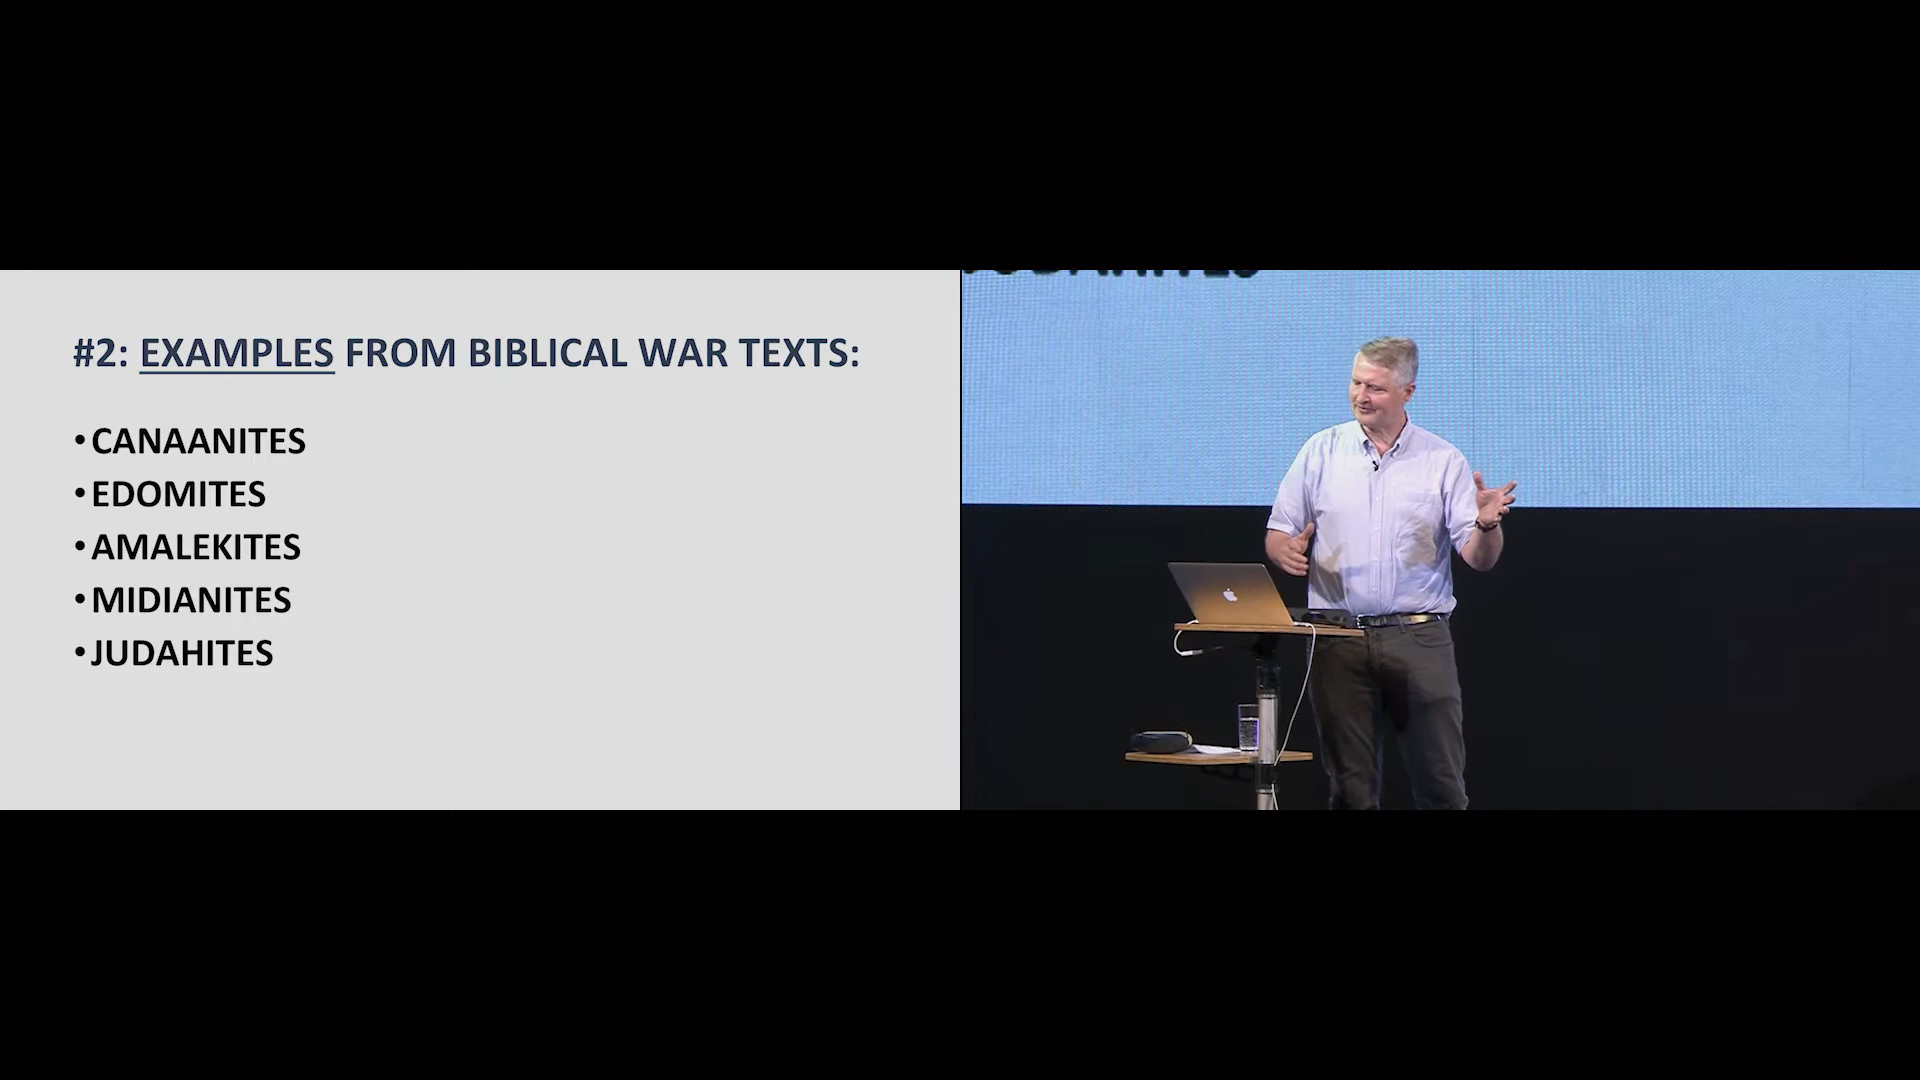 #2: EXAMPLES FROM BIBLICAL WAR TEXTS:
•CANAANITES
•EDOMITES
•AMALEKITES
•MIDIANITES
•JUDAHITES